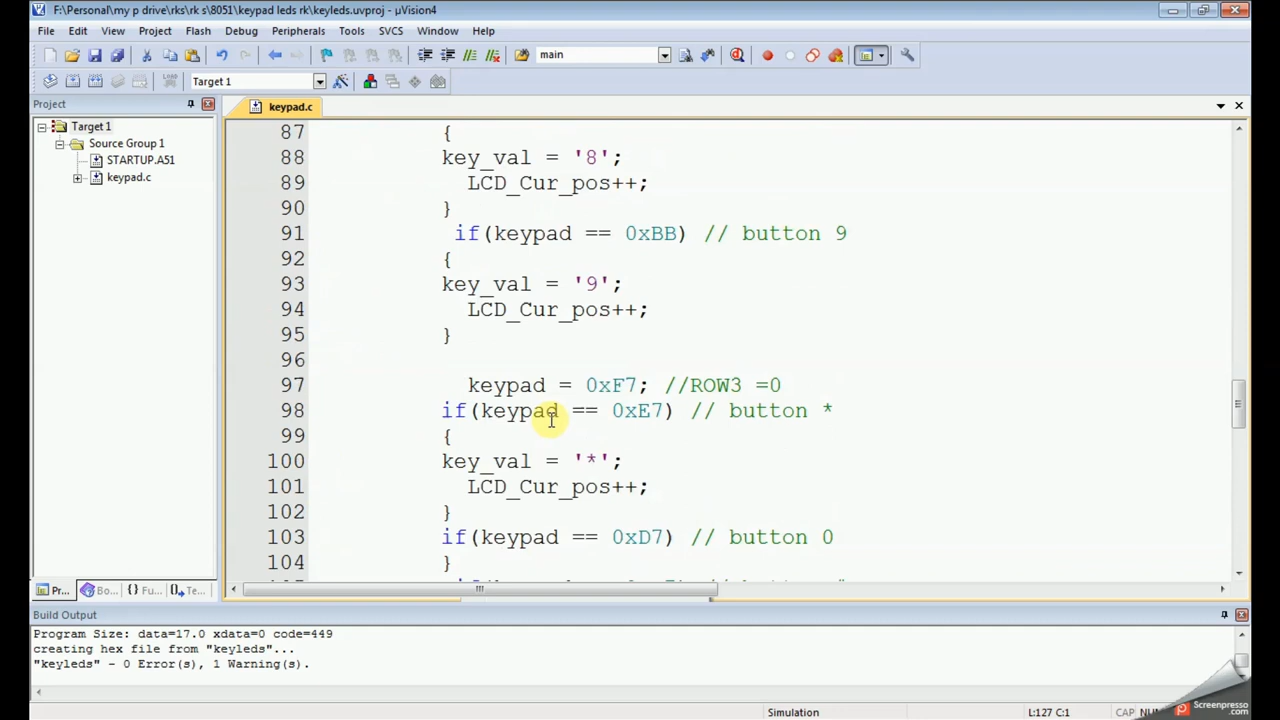 F:\Personal\my p drive\rks\rk s\8051\keypad leds rk\keyleds.uvproj - µVision4
File Edit View Project Flash Debug Peripherals Tools SVCS Window Help
main
LOAD Target 1
Project
keypad.c
Target 1
Source Group 1
STARTUP.A51
keypad.c
87 {
88 key_val = '8';
89 LCD_Cur_pos++;
90 }
91 if(keypad == 0xBB) // button 9
92 {
93 key_val = '9';
94 LCD_Cur_pos++;
95 }
96
97 keypad = 0xF7; //ROW3 =0
98 if(keypad == 0xE7) // button *
99 {
100 key_val = '*';
101 LCD_Cur_pos++;
102 }
103 if(keypad == 0xD7) // button 0
104 }
Pr... Bo... {} Fu... Te...
Build Output
Program Size: data=17.0 xdata=0 code=449
creating hex file from "keyleds"...
"keyleds" - 0 Error(s), 1 Warning(s).
Simulation L:127 C:1 CAP
Screenpresso
.com